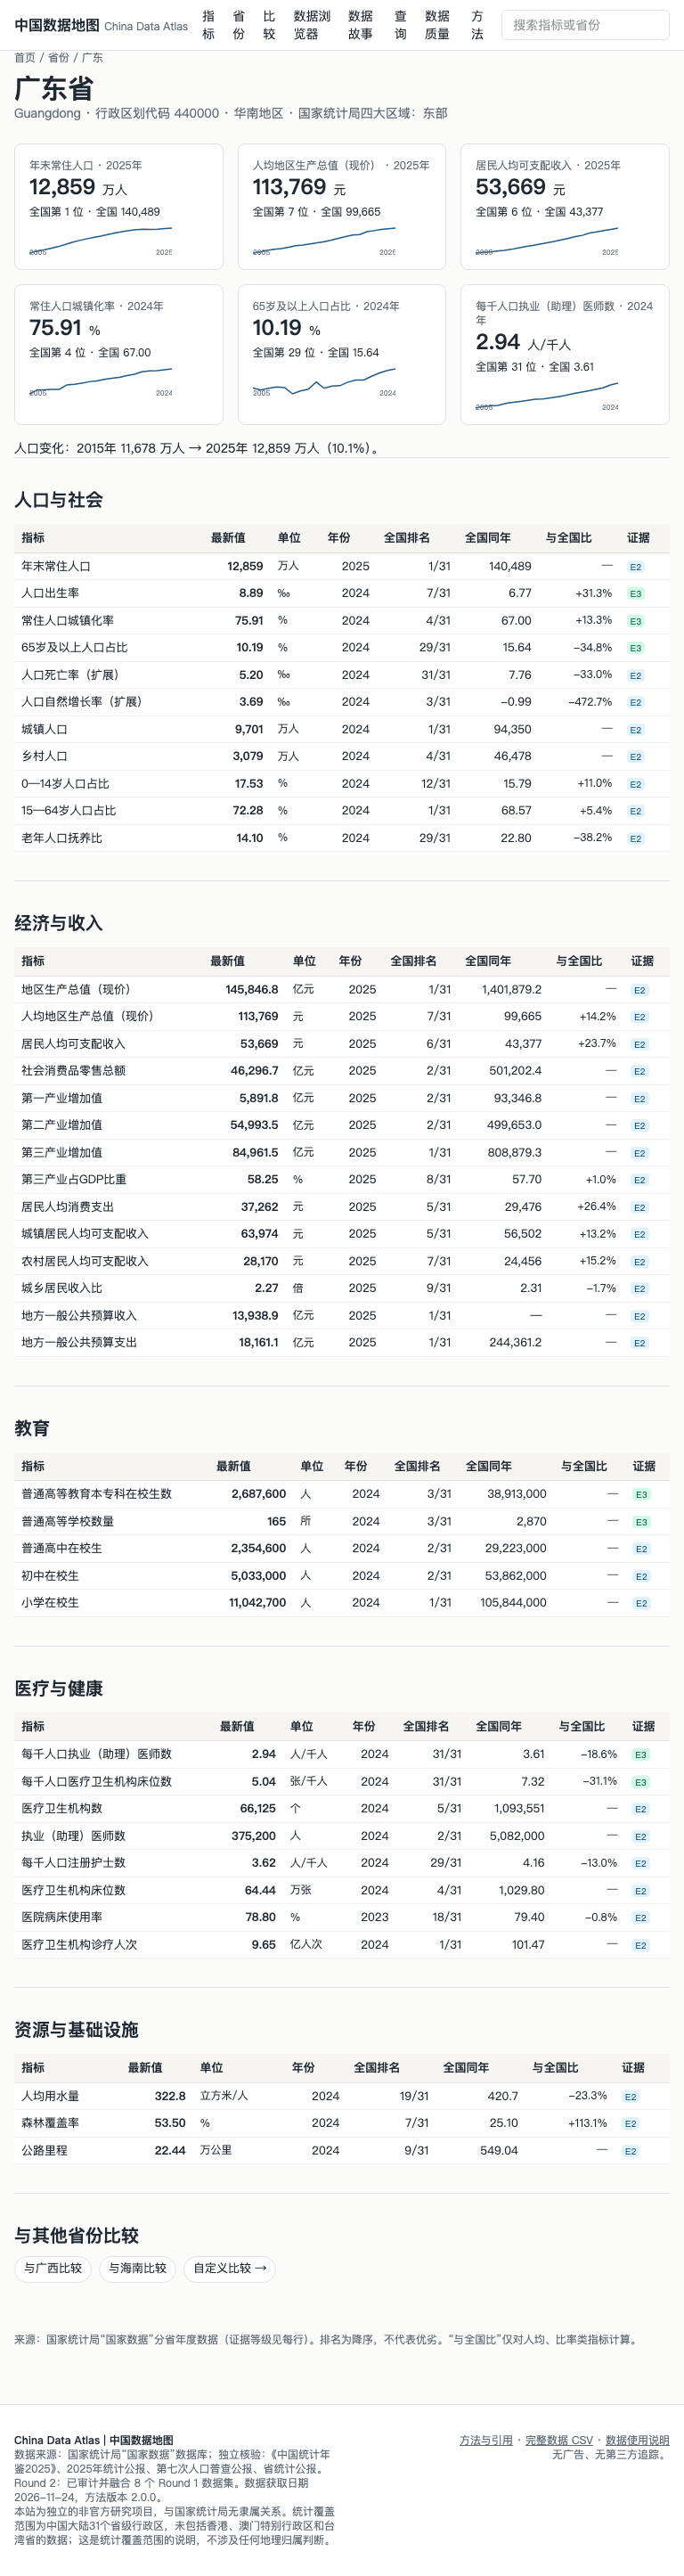 中国数据地图 China Data Atlas 指标 省份 比较 数据浏览器 数据故事 查询 数据质量 方法 搜索指标或省份
首页 / 省份 / 广东
广东省
Guangdong · 行政区划代码 440000 · 华南地区 · 国家统计局四大区域：东部
年末常住人口 · 2025年
12,859 万人
全国第 1 位 · 全国 140,489
2005 2025
人均地区生产总值（现价） · 2025年
113,769 元
全国第 7 位 · 全国 99,665
2005 2025
居民人均可支配收入 · 2025年
53,669 元
全国第 6 位 · 全国 43,377
2005 2025
常住人口城镇化率 · 2024年
75.91 %
全国第 4 位 · 全国 67.00
2005 2024
65岁及以上人口占比 · 2024年
10.19 %
全国第 29 位 · 全国 15.64
2005 2024
每千人口执业（助理）医师数 · 2024
年
2.94 人/千人
全国第 31 位 · 全国 3.61
2005 2024
人口变化：2015年 11,678 万人 → 2025年 12,859 万人（10.1%）。
人口与社会
指标 最新值 单位 年份 全国排名 全国同年 与全国比 证据
年末常住人口 12,859 万人 2025 1/31 140,489 — E2
人口出生率 8.89 ‰ 2024 7/31 6.77 +31.3% E3
常住人口城镇化率 75.91 % 2024 4/31 67.00 +13.3% E3
65岁及以上人口占比 10.19 % 2024 29/31 15.64 −34.8% E3
人口死亡率（扩展） 5.20 ‰ 2024 31/31 7.76 −33.0% E2
人口自然增长率（扩展） 3.69 ‰ 2024 3/31 −0.99 −472.7% E2
城镇人口 9,701 万人 2024 1/31 94,350 — E2
乡村人口 3,079 万人 2024 4/31 46,478 — E2
0—14岁人口占比 17.53 % 2024 12/31 15.79 +11.0% E2
15—64岁人口占比 72.28 % 2024 1/31 68.57 +5.4% E2
老年人口抚养比 14.10 % 2024 29/31 22.80 −38.2% E2
经济与收入
指标 最新值 单位 年份 全国排名 全国同年 与全国比 证据
地区生产总值（现价） 145,846.8 亿元 2025 1/31 1,401,879.2 — E2
人均地区生产总值（现价） 113,769 元 2025 7/31 99,665 +14.2% E2
居民人均可支配收入 53,669 元 2025 6/31 43,377 +23.7% E2
社会消费品零售总额 46,296.7 亿元 2025 2/31 501,202.4 — E2
第一产业增加值 5,891.8 亿元 2025 2/31 93,346.8 — E2
第二产业增加值 54,993.5 亿元 2025 2/31 499,653.0 — E2
第三产业增加值 84,961.5 亿元 2025 1/31 808,879.3 — E2
第三产业占GDP比重 58.25 % 2025 8/31 57.70 +1.0% E2
居民人均消费支出 37,262 元 2025 5/31 29,476 +26.4% E2
城镇居民人均可支配收入 63,974 元 2025 5/31 56,502 +13.2% E2
农村居民人均可支配收入 28,170 元 2025 7/31 24,456 +15.2% E2
城乡居民收入比 2.27 倍 2025 9/31 2.31 −1.7% E2
地方一般公共预算收入 13,938.9 亿元 2025 1/31 — — E2
地方一般公共预算支出 18,161.1 亿元 2025 1/31 244,361.2 — E2
教育
指标 最新值 单位 年份 全国排名 全国同年 与全国比 证据
普通高等教育本专科在校生数 2,687,600 人 2024 3/31 38,913,000 — E3
普通高等学校数量 165 所 2024 3/31 2,870 — E3
普通高中在校生 2,354,600 人 2024 2/31 29,223,000 — E2
初中在校生 5,033,000 人 2024 2/31 53,862,000 — E2
小学在校生 11,042,700 人 2024 1/31 105,844,000 — E2
医疗与健康
指标 最新值 单位 年份 全国排名 全国同年 与全国比 证据
每千人口执业（助理）医师数 2.94 人/千人 2024 31/31 3.61 −18.6% E3
每千人口医疗卫生机构床位数 5.04 张/千人 2024 31/31 7.32 −31.1% E3
医疗卫生机构数 66,125 个 2024 5/31 1,093,551 — E2
执业（助理）医师数 375,200 人 2024 2/31 5,082,000 — E2
每千人口注册护士数 3.62 人/千人 2024 29/31 4.16 −13.0% E2
医疗卫生机构床位数 64.44 万张 2024 4/31 1,029.80 — E2
医院病床使用率 78.80 % 2023 18/31 79.40 −0.8% E2
医疗卫生机构诊疗人次 9.65 亿人次 2024 1/31 101.47 — E2
资源与基础设施
指标 最新值 单位 年份 全国排名 全国同年 与全国比 证据
人均用水量 322.8 立方米/人 2024 19/31 420.7 −23.3% E2
森林覆盖率 53.50 % 2024 7/31 25.10 +113.1% E2
公路里程 22.44 万公里 2024 9/31 549.04 — E2
与其他省份比较
与广西比较 与海南比较 自定义比较 →
来源：国家统计局“国家数据”分省年度数据（证据等级见每行）。排名为降序，不代表优劣。“与全国比”仅对人均、比率类指标计算。
China Data Atlas | 中国数据地图
数据来源：国家统计局“国家数据”数据库；独立核验：《中国统计年
鉴2025》、2025年统计公报、第七次人口普查公报、省统计公报。
Round 2：已审计并融合 8 个 Round 1 数据集。数据获取日期
2026-11-24，方法版本 2.0.0。
本站为独立的非官方研究项目，与国家统计局无隶属关系。统计覆盖
范围为中国大陆31个省级行政区，未包括香港、澳门特别行政区和台
湾省的数据；这是统计覆盖范围的说明，不涉及任何地理归属判断。
方法与引用 · 完整数据 CSV · 数据使用说明
无广告、无第三方追踪。